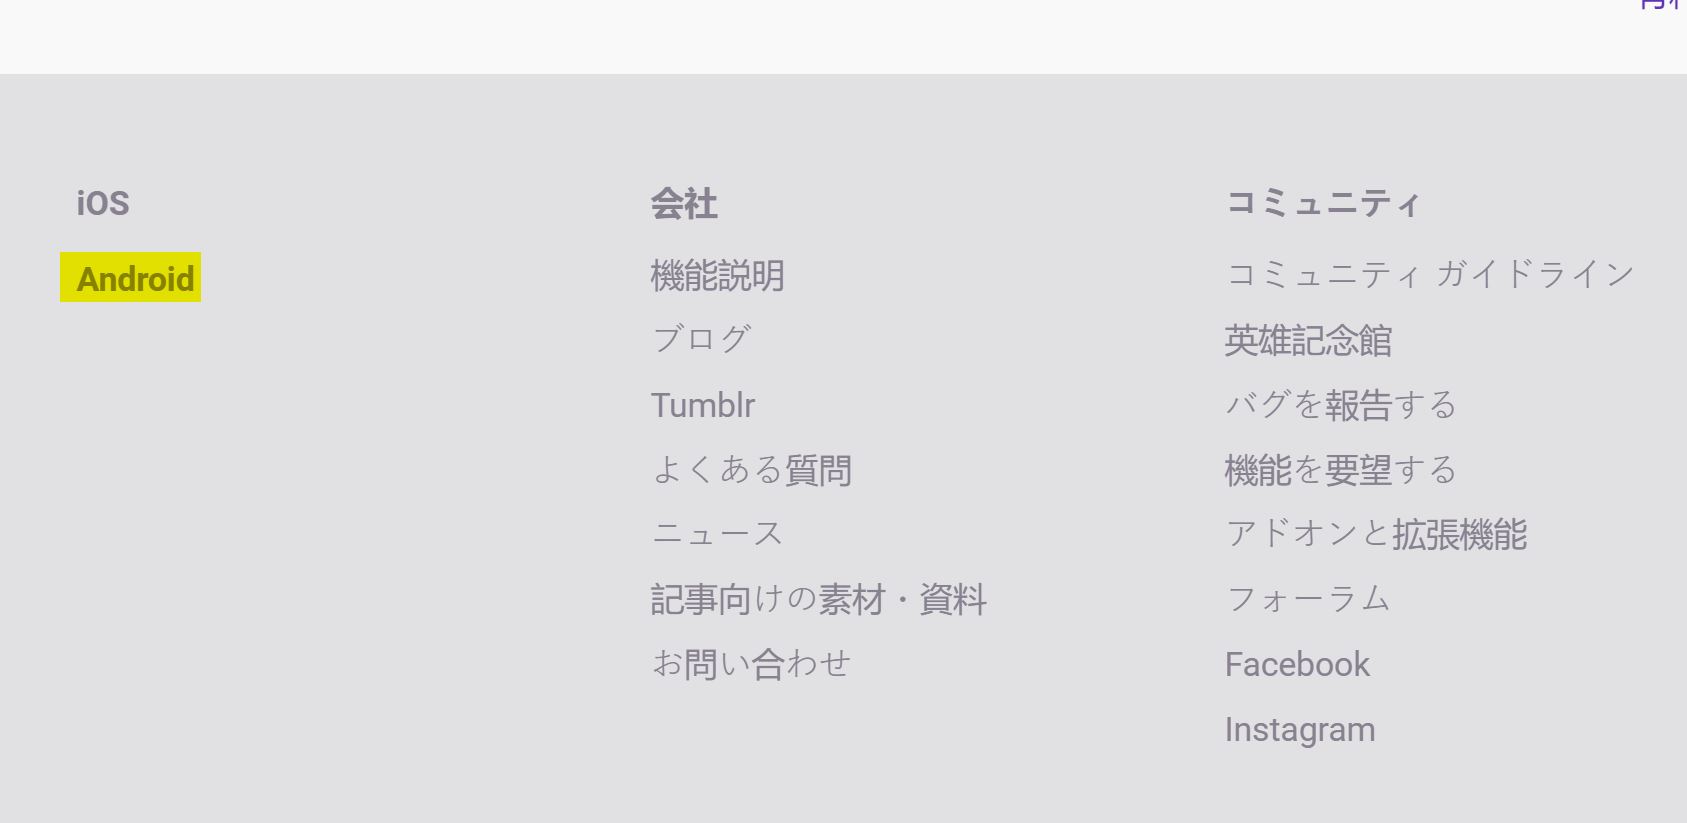 iOS
Android
会社
機能説明
ブログ
Tumblr
よくある質問
ニュース
記事向けの素材・資料
お問い合わせ
コミュニティ
コミュニティ ガイドライン
英雄記念館
バグを報告する
機能を要望する
アドオンと拡張機能
フォーラム
Facebook
Instagram